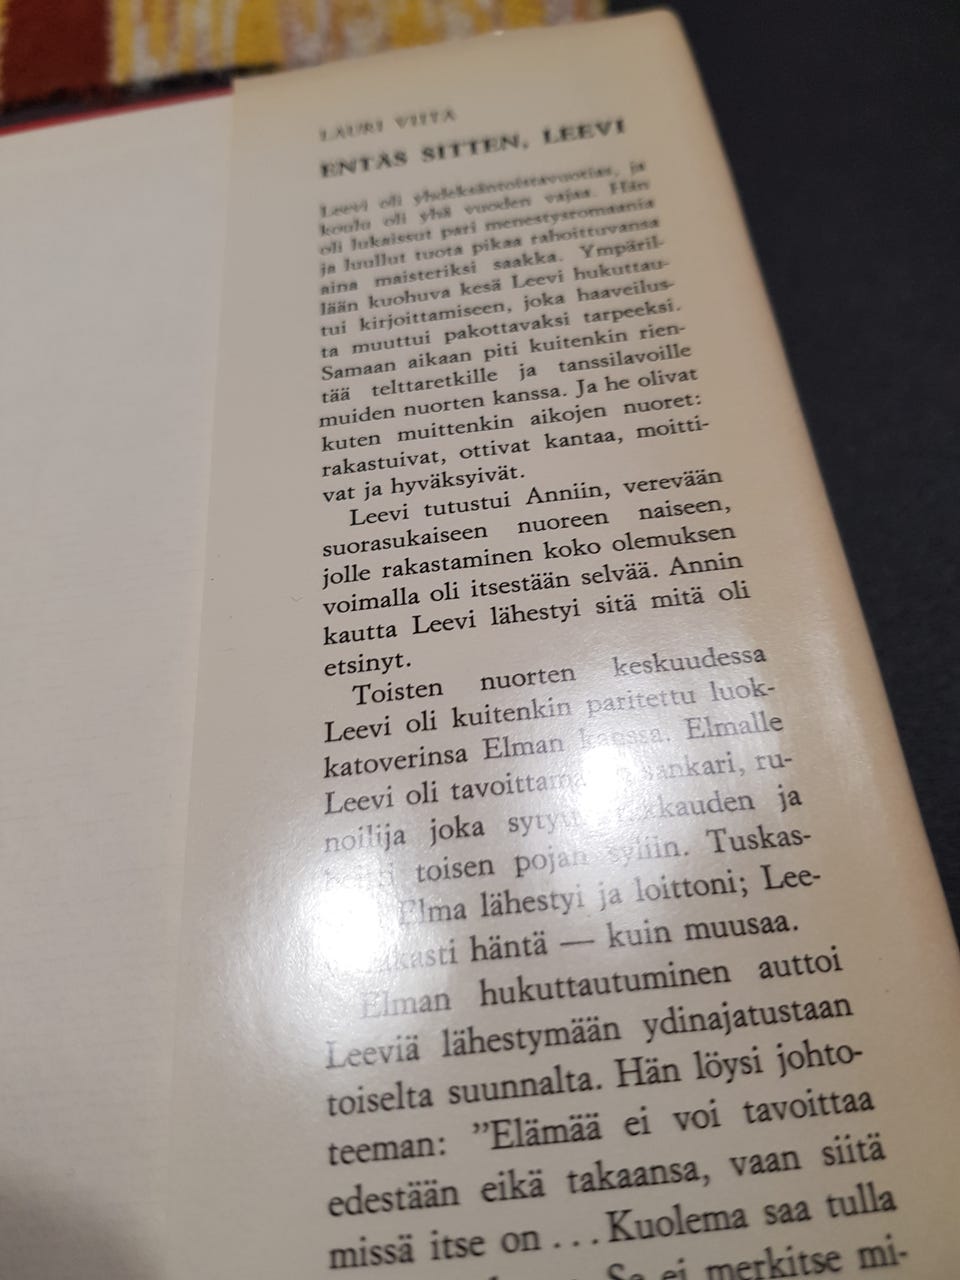 LAURI VIITA
ENTÄS SITTEN, LEEVI
Leevi oli yhdeksäntoistavuotias, ja
koulu oli yhä vuoden vajaa. Hän
oli lukaissut pari menestysromaania
ja luullut tuota pikaa rahoittuvansa
aina maisteriksi saakka. Ympäril-
lään kuohuva kesä Leevi hukuttau-
tui kirjoittamiseen, joka haaveilus-
ta muuttui pakottavaksi tarpeeksi.
Samaan aikaan piti kuitenkin rien-
tää telttaretkille ja tanssilavoille
muiden nuorten kanssa. Ja he olivat
kuten muittenkin aikojen nuoret:
rakastuivat, ottivat kantaa, moitti-
vat ja hyväksyivät.
Leevi tutustui Anniin, verevään
suorasukaiseen nuoreen naiseen,
jolle rakastaminen koko olemuksen
voimalla oli itsestään selvää. Annin
kautta Leevi lähestyi sitä mitä oli
etsinyt.
Toisten nuorten keskuudessa
Leevi oli kuitenkin paritettu luok-
katoverinsa Elman kanssa. Elmalle
Leevi oli sankari, ru-
noilija joka ja
toisen pojan syliin. Tuskas-
Elma lähestyi ja loittoni; Lee-
häntä — kuin muusaa.
Elman hukuttautuminen auttoi
Leeviä lähestymään ydinajatustaan
toiselta suunnalta. Hän löysi johto-
teeman: ”Elämää ei voi tavoittaa
edestään eikä takaansa, vaan siitä
missä itse on . . . Kuolema saa tulla
Se ei merkitse mi-